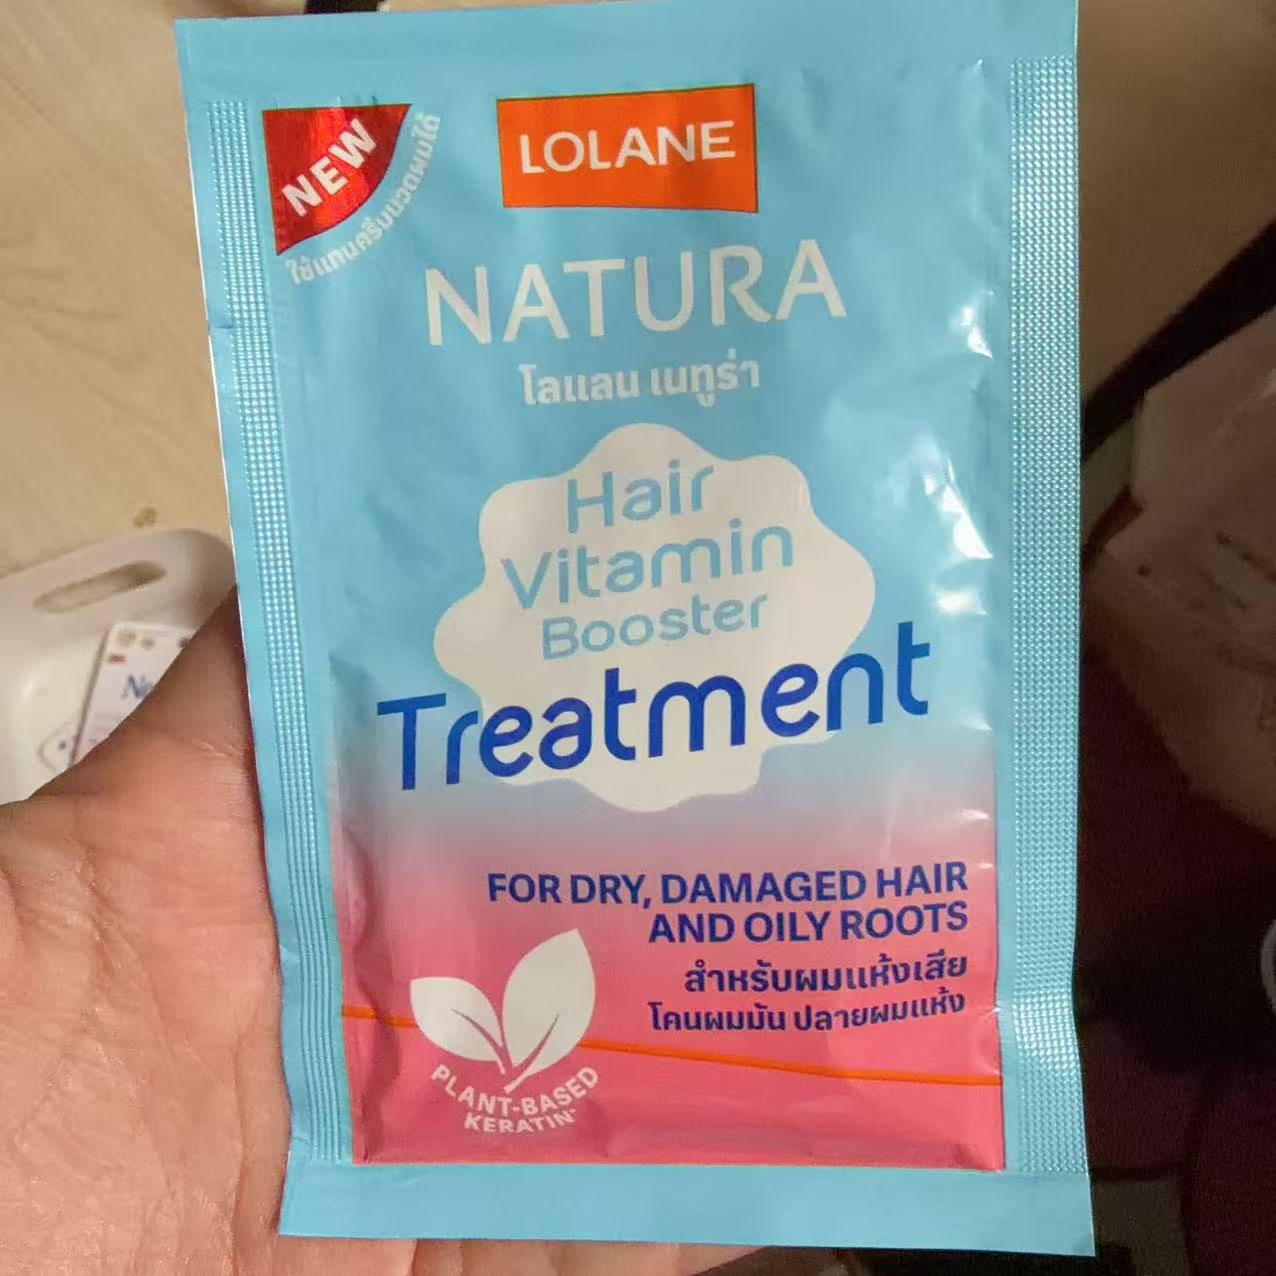 NEW
ใช้แทนครีมนวดผมได้
LOLANE
NATURA
โลแลน เนทูร่า
Hair
Vitamin
Booster
Treatment
FOR DRY, DAMAGED HAIR
AND OILY ROOTS
สำหรับผมแห้งเสีย
โคนผมมัน ปลายผมแห้ง
PLANT-BASED
KERATIN*